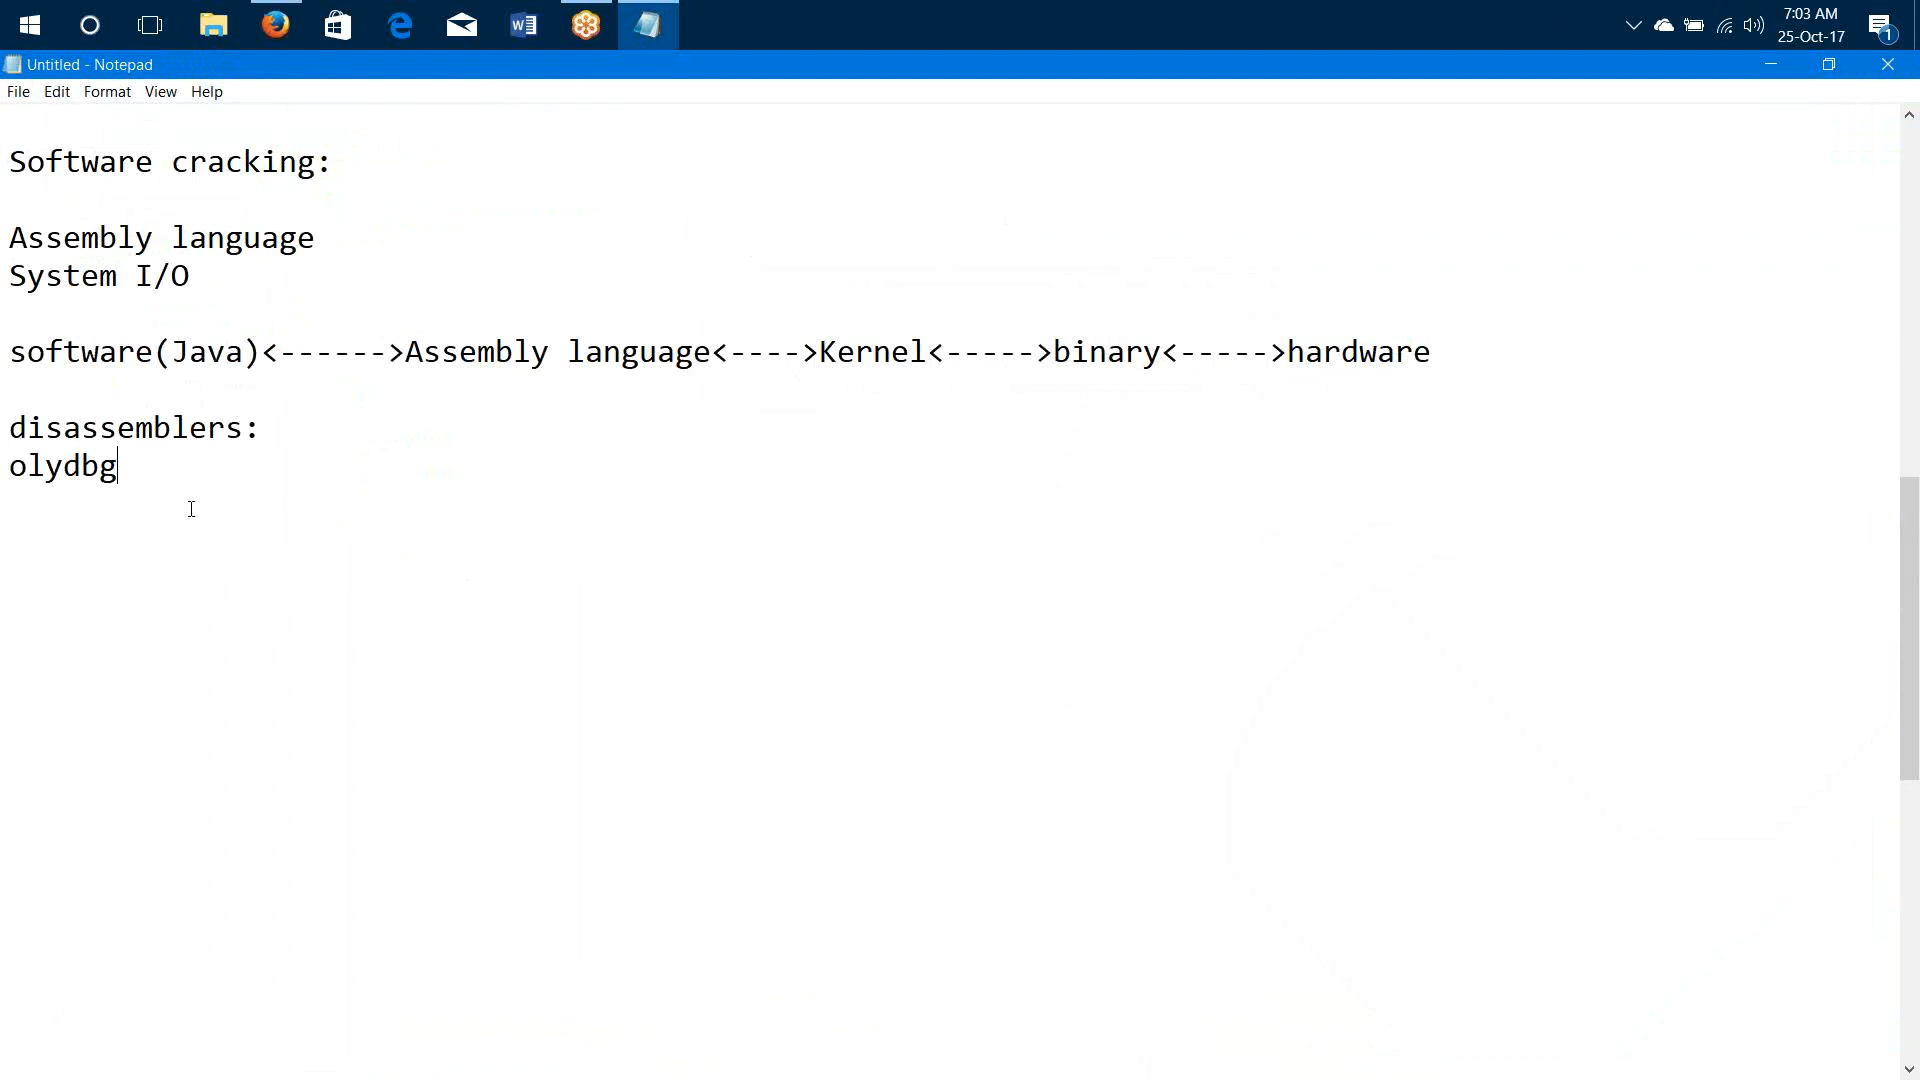 7:03 AM
25-Oct-17
1
Untitled - Notepad
File Edit Format View Help
Software cracking:
Assembly language
System I/O
software(Java)<------>Assembly language<---->Kernel<----->binary<----->hardware
disassemblers:
olydbg